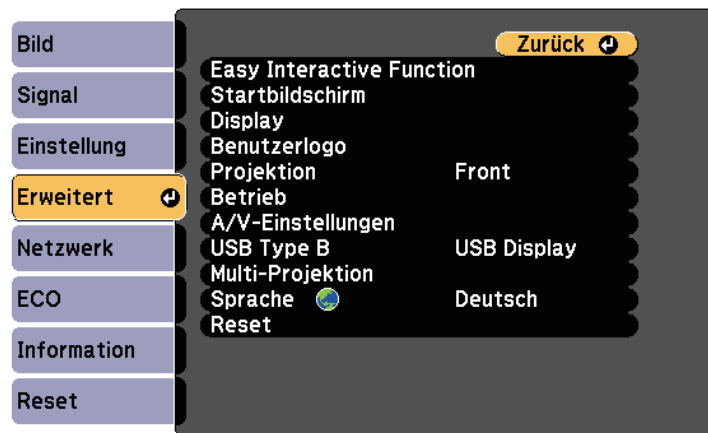 Bild
Signal
Einstellung
Erweitert
Netzwerk
ECO
Information
Reset
Zurück
Easy Interactive Function
Startbildschirm
Display
Benutzerlogo
Projektion Front
Betrieb
A/V-Einstellungen
USB Type B USB Display
Multi-Projektion
Sprache Deutsch
Reset